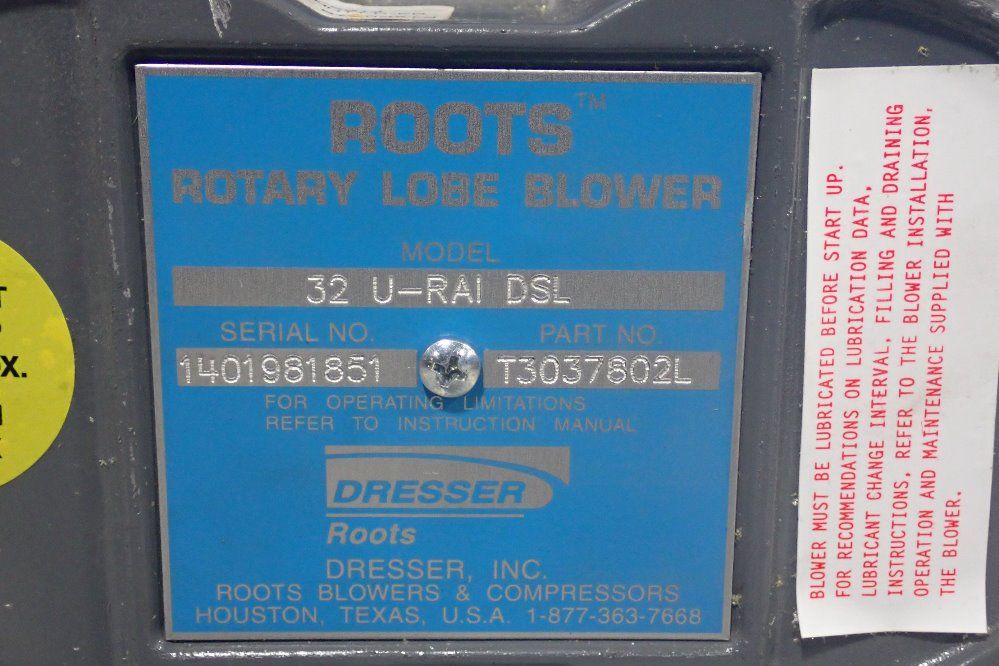 ROOTS™
ROTARY LOBE BLOWER
MODEL
32 U-RAI DSL
SERIAL NO.
PART NO.
1401981851
T3037802L
FOR OPERATING LIMITATIONS
REFER TO INSTRUCTION MANUAL
DRESSER
Roots
DRESSER, INC.
ROOTS BLOWERS & COMPRESSORS
HOUSTON, TEXAS, U.S.A. 1-877-363-7668
BLOWER MUST BE LUBRICATED BEFORE START UP.
FOR RECOMMENDATIONS ON LUBRICATION DATA,
LUBRICANT CHANGE INTERVAL, FILLING AND DRAINING
INSTRUCTIONS, REFER TO THE BLOWER INSTALLATION,
OPERATION AND MAINTENANCE SUPPLIED WITH
THE BLOWER.